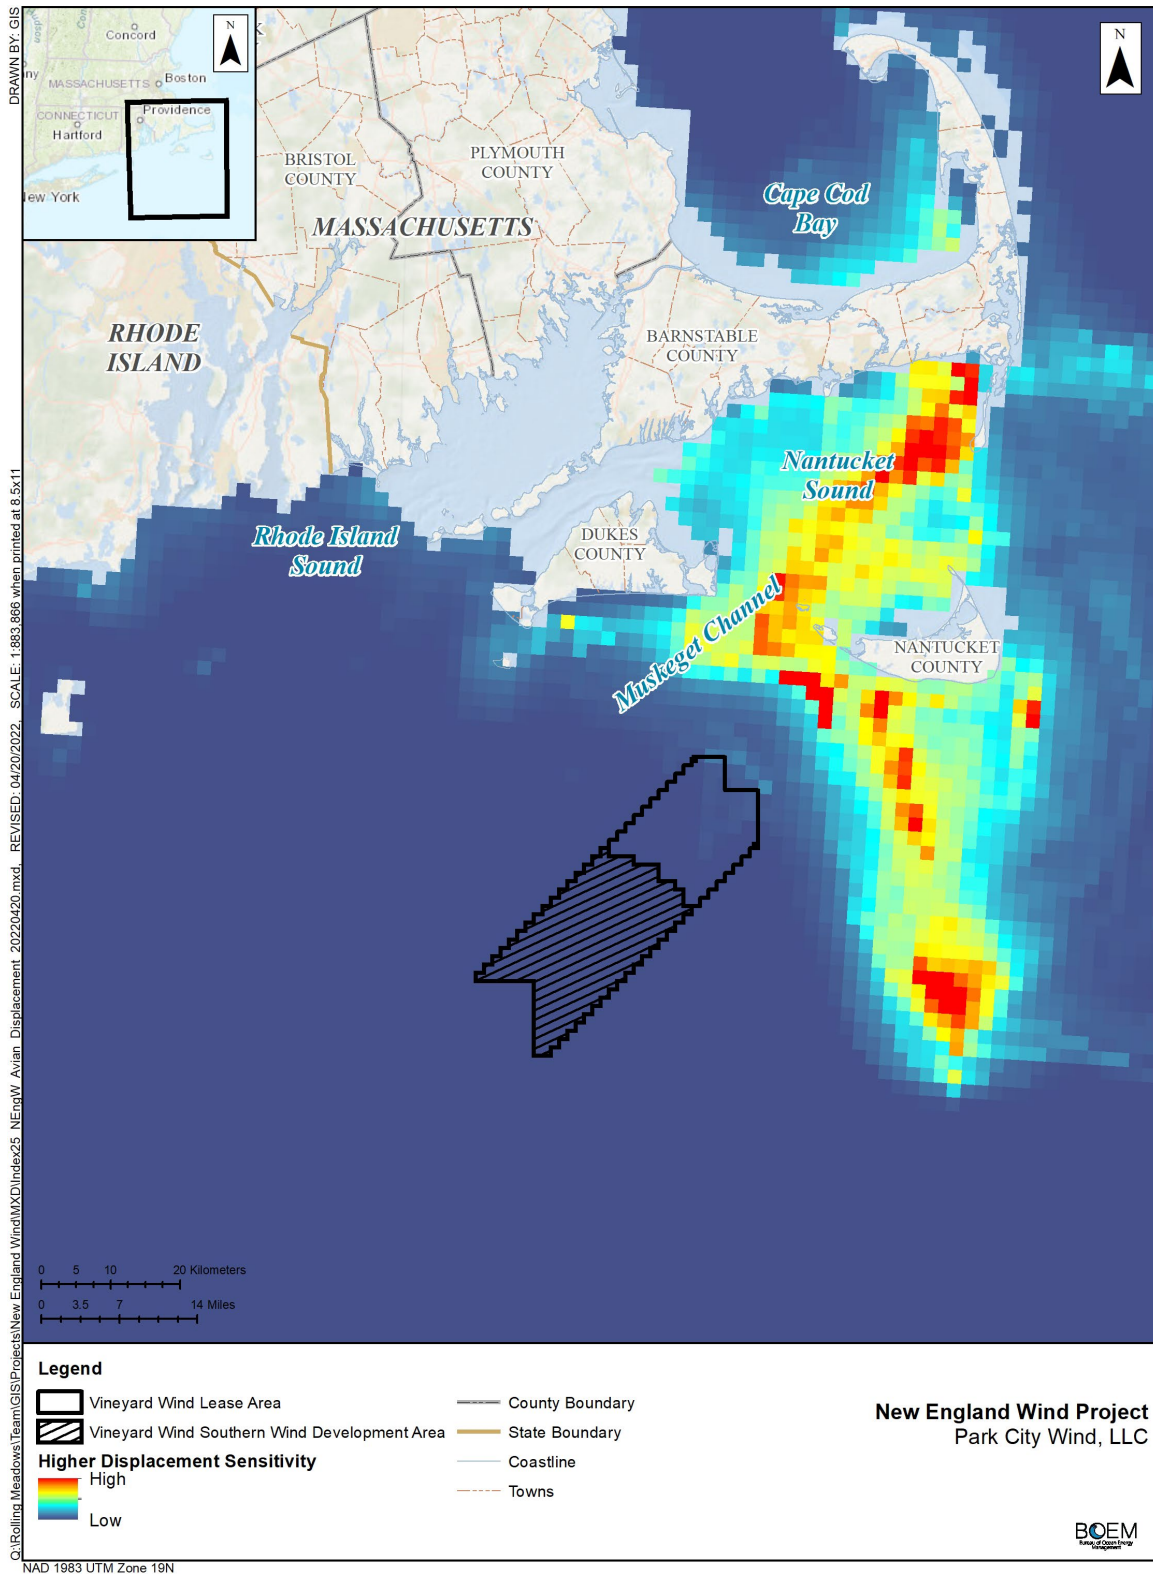 DRAWN BY: GIS
Q:\Rolling Meadows\Team\GIS\Projects\New England Wind\MXD\Index25 NEngW Avian Displacement 20220420.mxd, REVISED: 04/20/2022, SCALE: 1:883,866 when printed at 8.5x11
N
Concord
MASSACHUSETTS
Boston
CONNECTICUT
Providence
Hartford
New York
N
BRISTOL
COUNTY
PLYMOUTH
COUNTY
MASSACHUSETTS
Cape Cod
Bay
RHODE
ISLAND
BARNSTABLE
COUNTY
Nantucket
Sound
Rhode Island
Sound
DUKES
COUNTY
Muskeget Channel
NANTUCKET
COUNTY
0 5 10 20 Kilometers
0 3.5 7 14 Miles
Legend
Vineyard Wind Lease Area
Vineyard Wind Southern Wind Development Area
Higher Displacement Sensitivity
High
Low
County Boundary
State Boundary
Coastline
Towns
New England Wind Project
Park City Wind, LLC
BOEM
Bureau of Ocean Energy
Management
NAD 1983 UTM Zone 19N